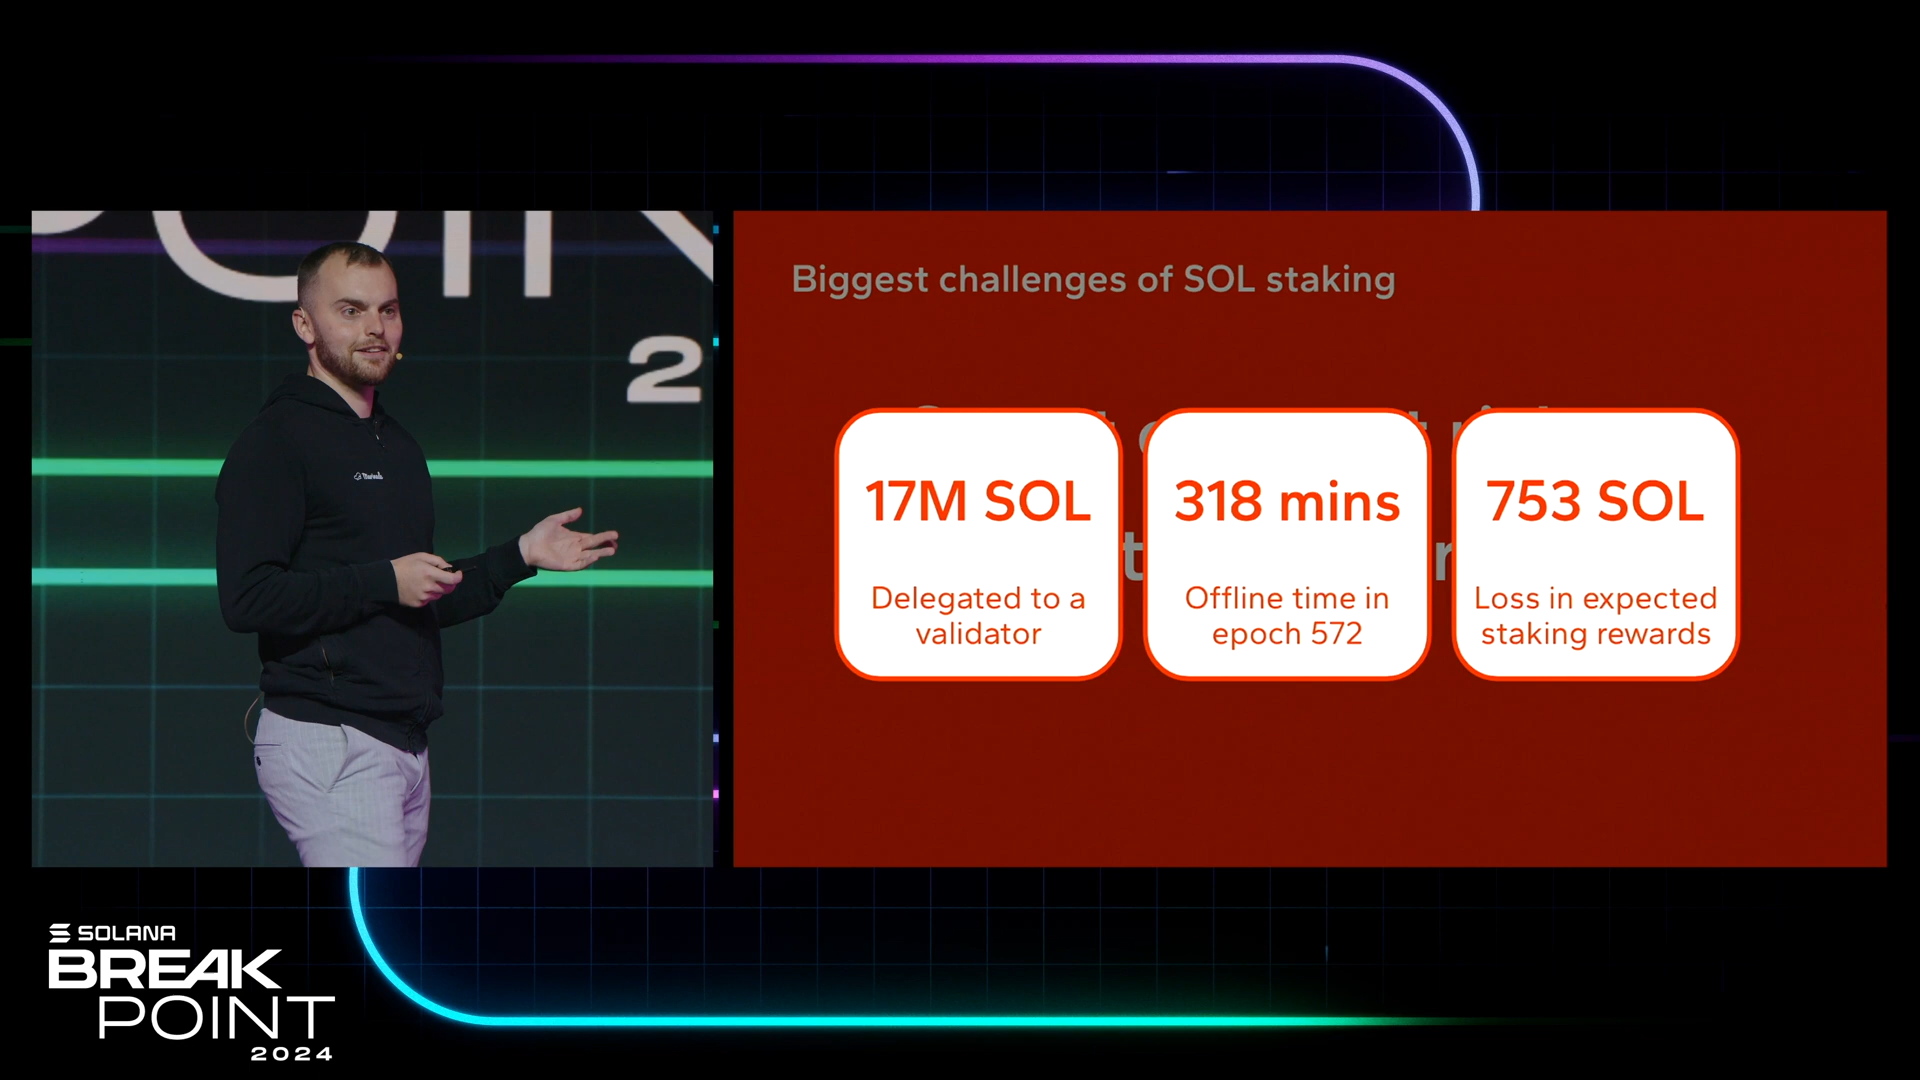 Biggest challenges of SOL staking
17M SOL
Delegated to a
validator
318 mins
Offline time in
epoch 572
753 SOL
Loss in expected
staking rewards
2
SOLANA
BREAK
POINT
2024